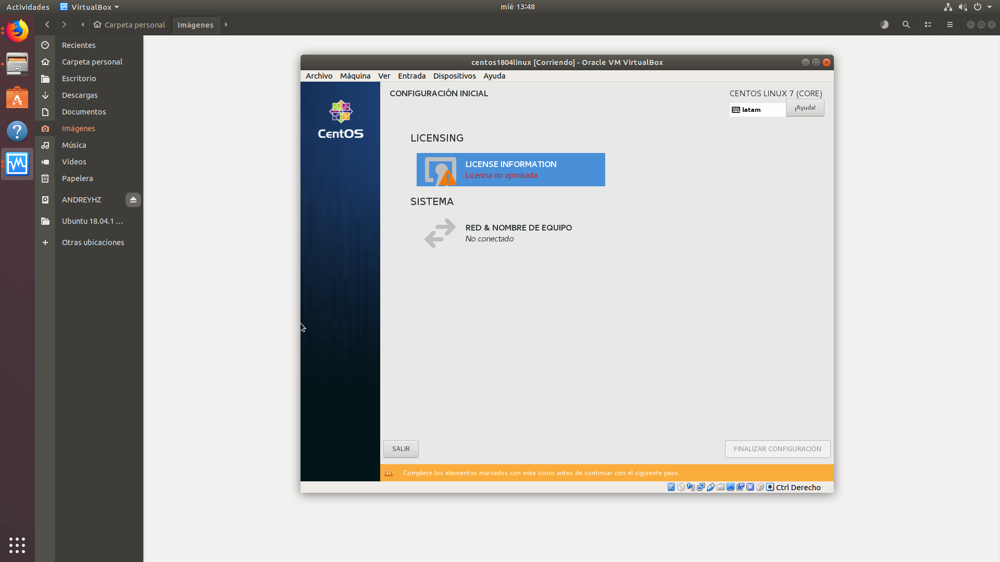 Actividades
VirtualBox
mié 13:48
Carpeta personal
Imágenes
Recientes
Carpeta personal
Escritorio
Descargas
Documentos
Imágenes
Música
Vídeos
Papelera
ANDREYHZ
Ubuntu 18.04.1 ...
Otras ubicaciones
centos1804linux [Corriendo] - Oracle VM VirtualBox
Archivo Máquina Ver Entrada Dispositivos Ayuda
CentOS
CONFIGURACIÓN INICIAL
CENTOS LINUX 7 (CORE)
latam
¡Ayuda!
LICENSING
LICENSE INFORMATION
Licencia no aprobada
SISTEMA
RED & NOMBRE DE EQUIPO
No conectado
SALIR
FINALIZAR CONFIGURACIÓN
Complete los elementos marcados con este icono antes de continuar con el siguiente paso.
Ctrl Derecho